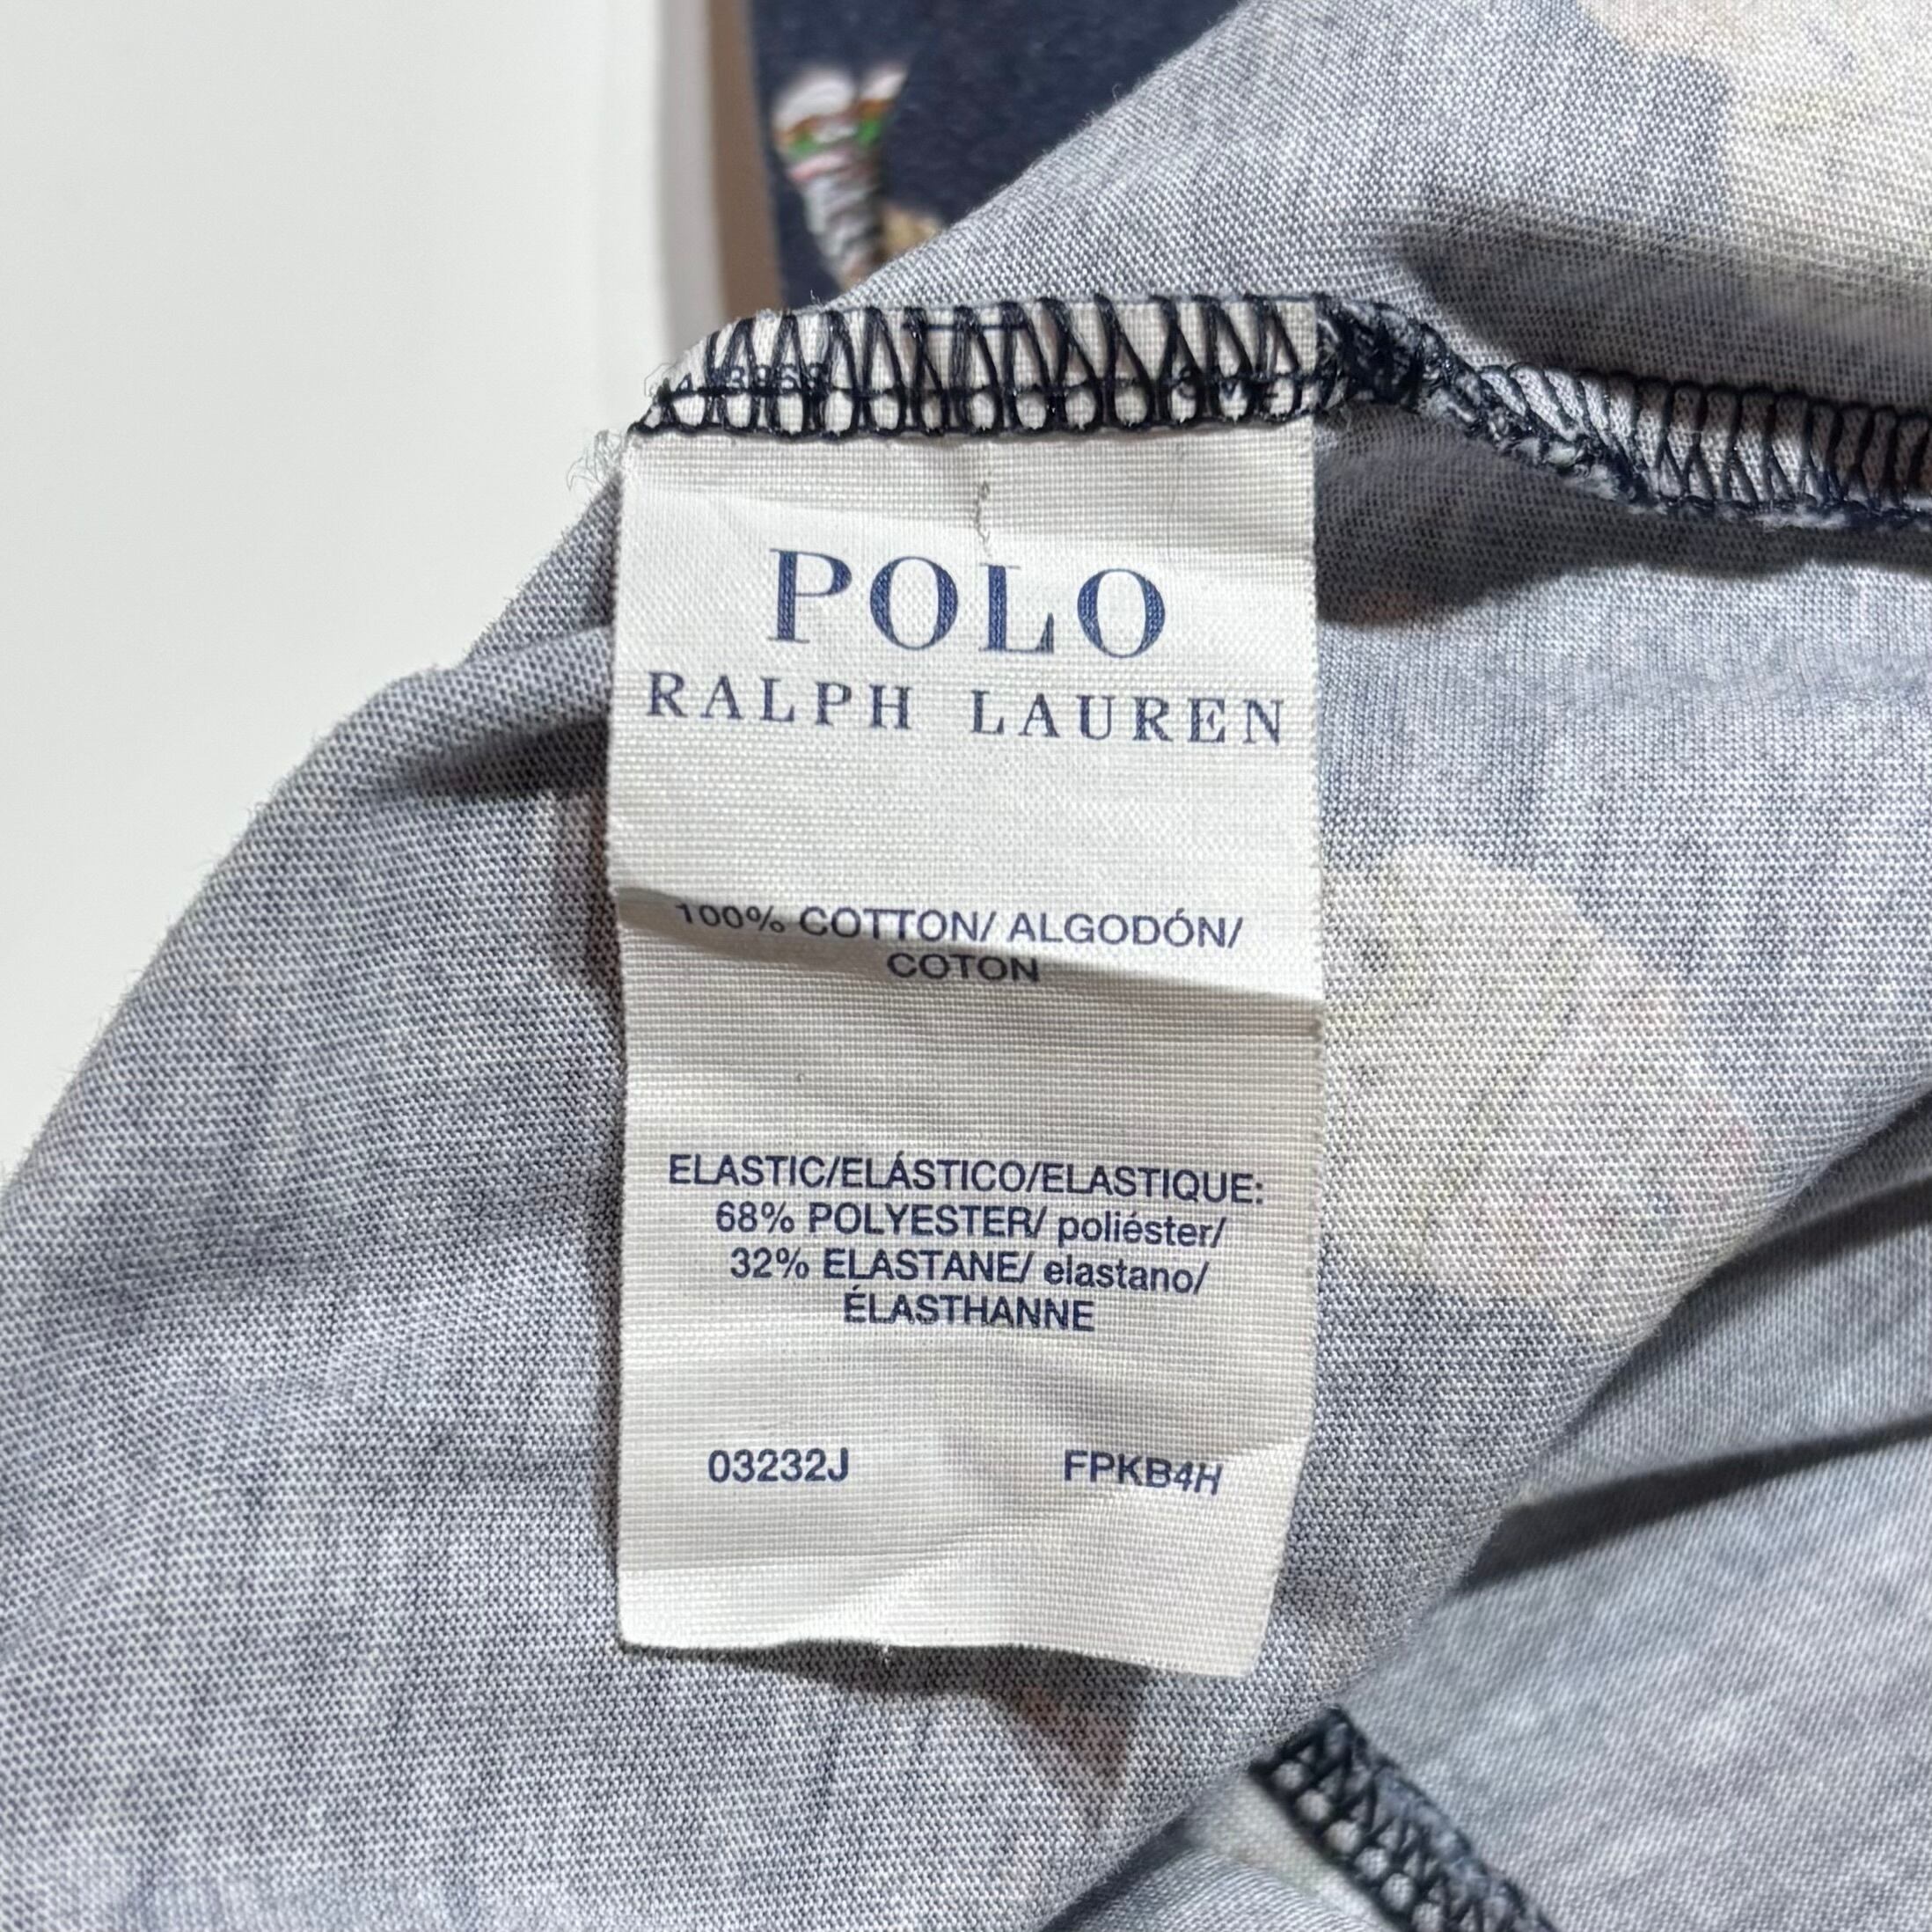 POLO
RALPH LAUREN
100% COTTON/ ALGODÓN/
COTON
ELASTIC/ELÁSTICO/ELASTIQUE:
68% POLYESTER/ poliéster/
32% ELASTANE/ elastano/
ÉLASTHANNE
03232J FPKB4H